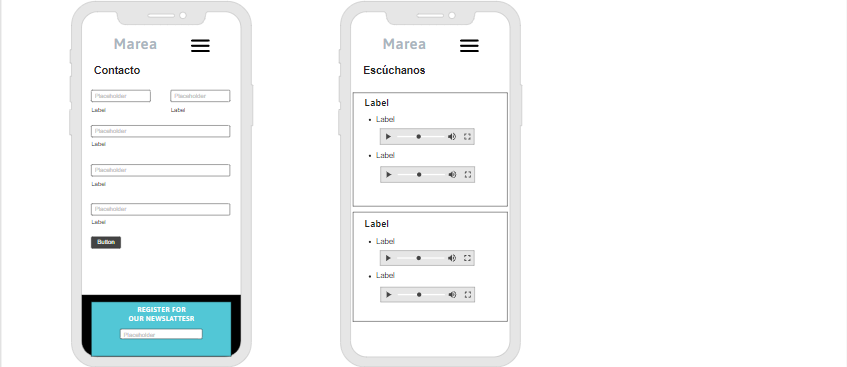 Marea
Contacto
Placeholder Placeholder
Label Label
Placeholder
Label
Placeholder
Label
Placeholder
Label
Button
REGISTER FOR
OUR NEWSLATTESR
Placeholder
Marea
Escúchanos
Label
Label
Label
Label
Label
Label